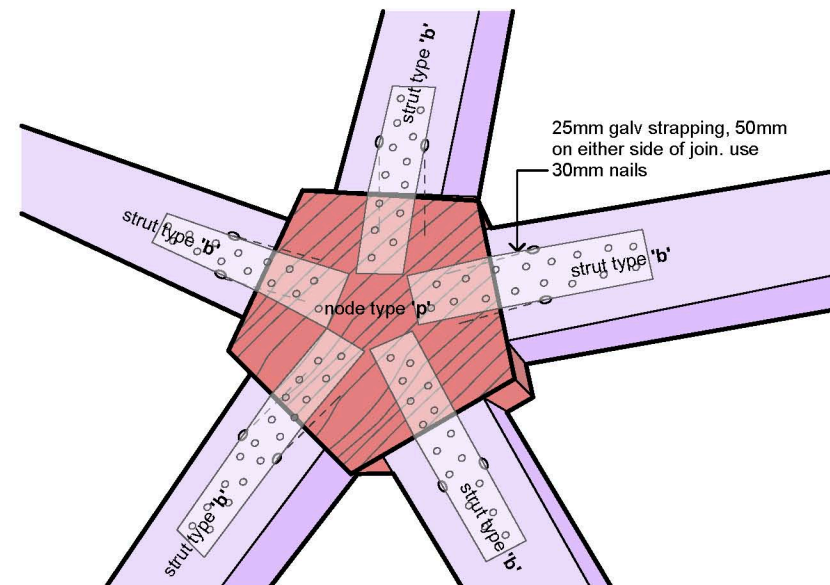 strut type 'b'
25mm galv strapping, 50mm
on either side of join. use
30mm nails
strut type 'b'
strut type 'b'
node type 'p'
strut type 'b'
strut type 'b'